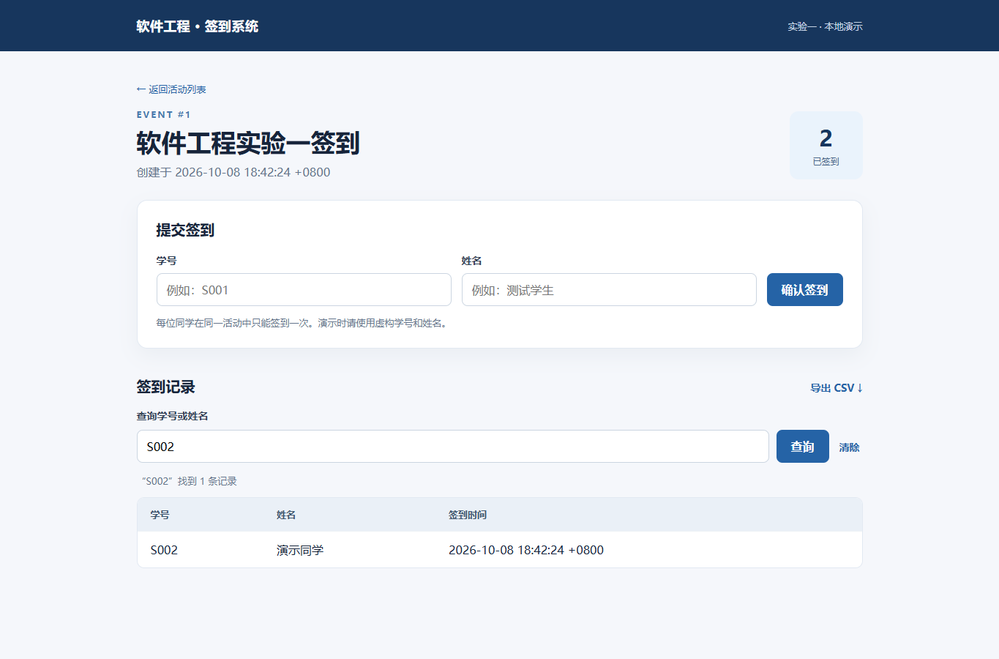 软件工程 · 签到系统
实验一 · 本地演示
← 返回活动列表
EVENT #1
软件工程实验一签到
创建于 2026-10-08 18:42:24 +0800
2
已签到
提交签到
学号
姓名
例如：S001
例如：测试学生
确认签到
每位同学在同一活动中只能签到一次。演示时请使用虚构学号和姓名。
签到记录
导出 CSV ↓
查询学号或姓名
S002
查询
清除
“S002” 找到 1 条记录
学号 姓名 签到时间
S002 演示同学 2026-10-08 18:42:24 +0800